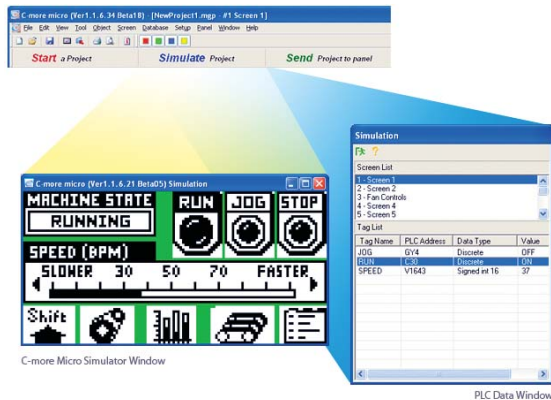 C-more micro (Ver1.1.6.34 Beta1B) - [NewProject1.mgp - #1 Screen 1]
File Edit View Tool Object Screen Database Setup Panel Window Help
Start a Project Simulate Project Send Project to panel
C-more micro (Ver1.1.6.21 Beta05) Simulation
MACHINE STATE
RUNNING
RUN JOG STOP
SPEED (BPM)
SLOWER 30 50 70 FASTER
Shift
C-more Micro Simulator Window
Simulation
Screen List
1 - Screen 1
2 - Screen 2
3 - Fan Controls
4 - Screen 4
5 - Screen 5
Tag List
Tag Name PLC Address Data Type Value
JOG GY4 Discrete OFF
RUN C30 Discrete ON
SPEED V1643 Signed int 16 37
PLC Data Window